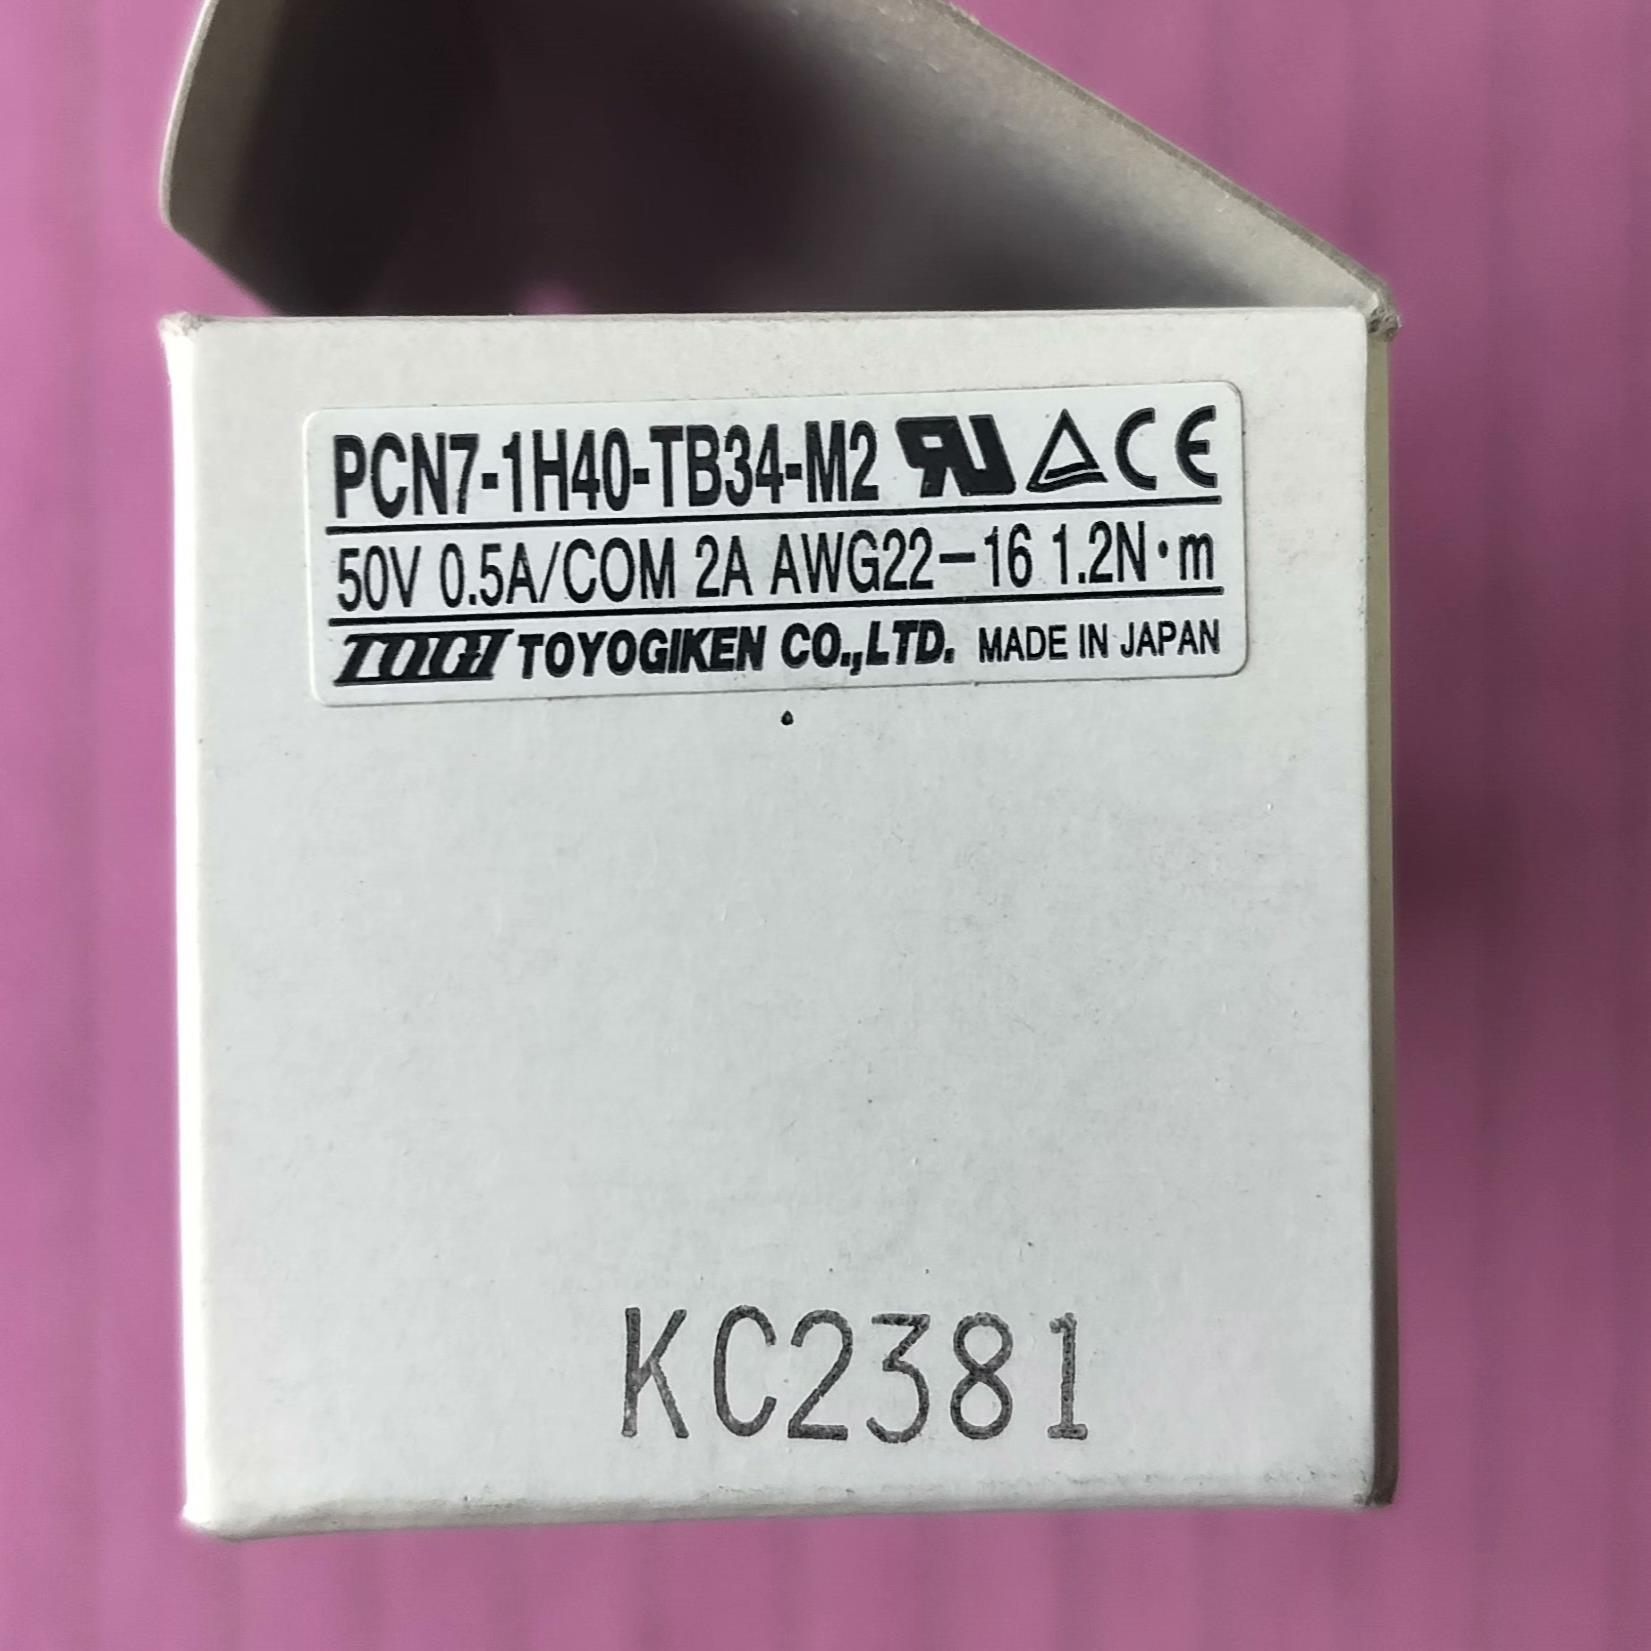 PCN7-1H40-TB34-M2 RU CE
50V 0.5A/COM 2A AWG22-16 1.2N·m
TOGI TOYOGIKEN CO.,LTD. MADE IN JAPAN
KC2381